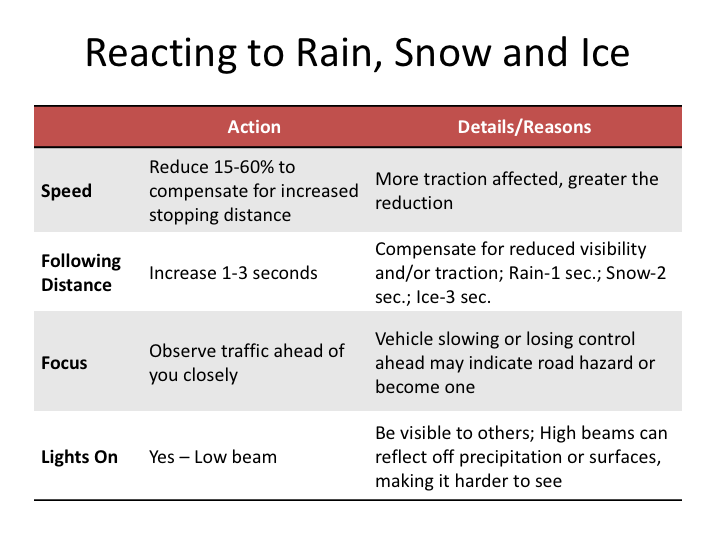 Reacting to Rain, Snow and Ice
Action
Details/Reasons
Speed
Reduce 15-60% to
compensate for increased
stopping distance
More traction affected, greater the
reduction
Following
Distance
Increase 1-3 seconds
Compensate for reduced visibility
and/or traction; Rain-1 sec.; Snow-2
sec.; Ice-3 sec.
Focus
Observe traffic ahead of
you closely
Vehicle slowing or losing control
ahead may indicate road hazard or
become one
Lights On
Yes – Low beam
Be visible to others; High beams can
reflect off precipitation or surfaces,
making it harder to see